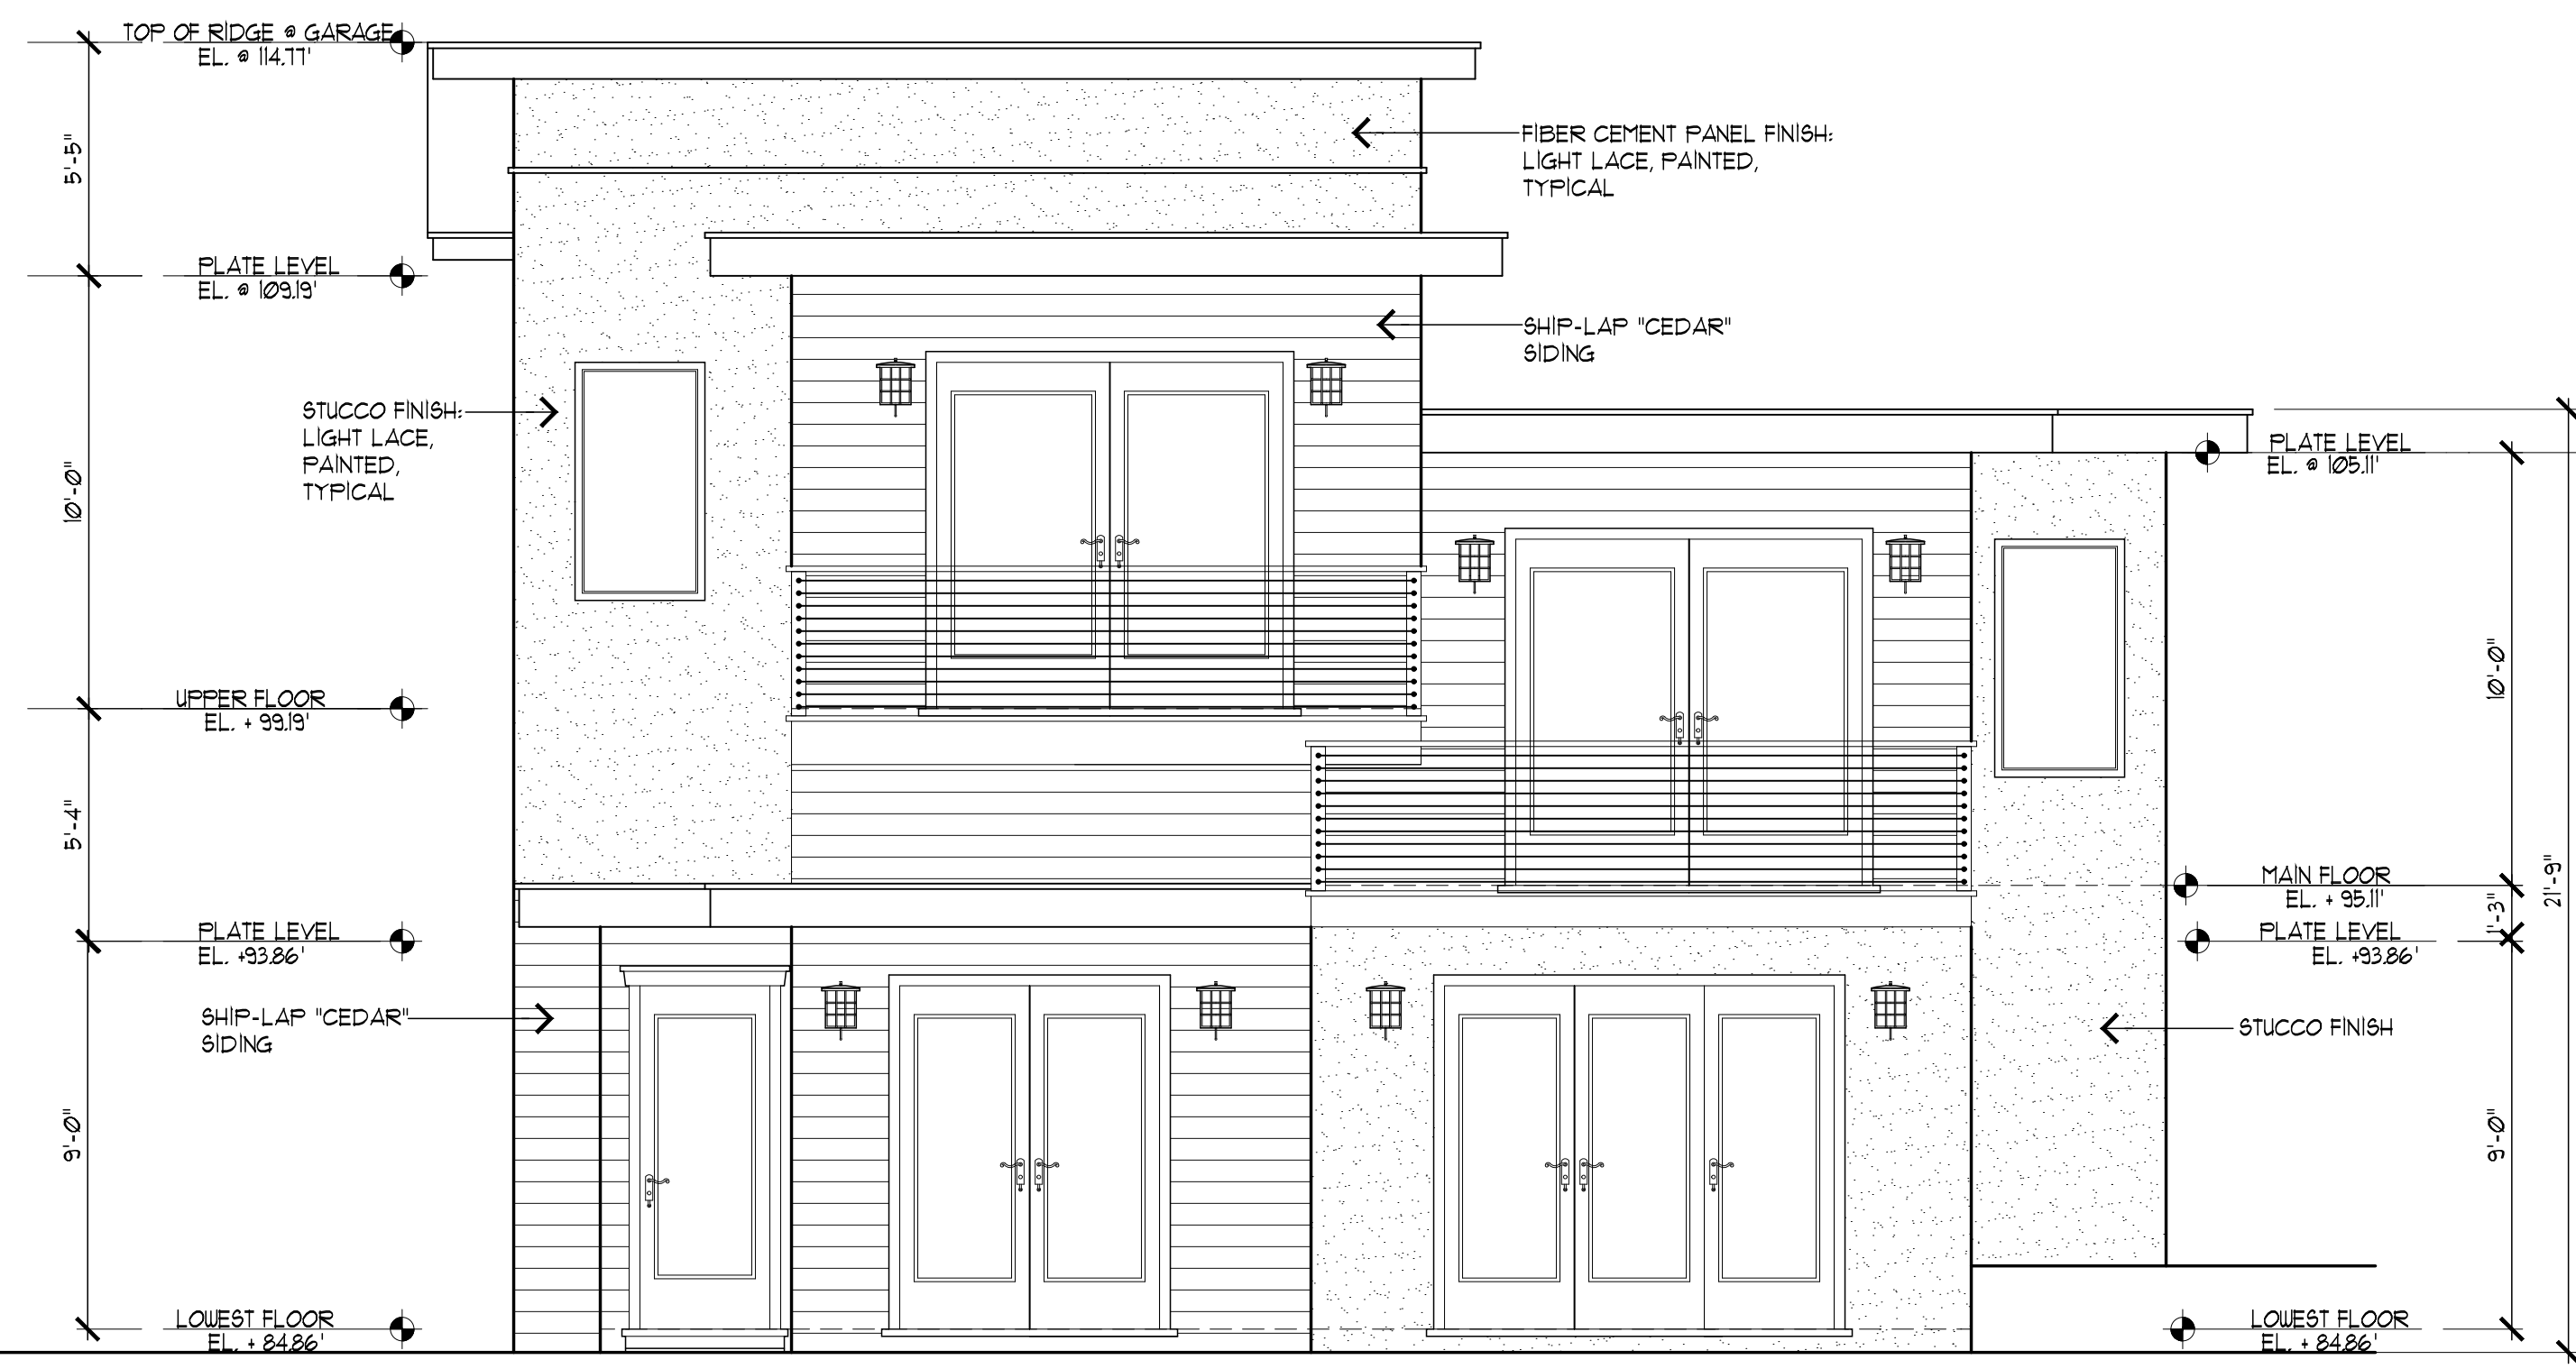 TOP OF RIDGE @ GARAGE
EL. @ 114.77'
5'-5"
PLATE LEVEL
EL. @ 109.19'
10'-0"
UPPER FLOOR
EL. + 99.19'
5'-4"
PLATE LEVEL
EL. +93.86'
9'-0"
LOWEST FLOOR
EL. + 84.86'
STUCCO FINISH:
LIGHT LACE,
PAINTED,
TYPICAL
SHIP-LAP "CEDAR"
SIDING
FIBER CEMENT PANEL FINISH:
LIGHT LACE, PAINTED,
TYPICAL
SHIP-LAP "CEDAR"
SIDING
PLATE LEVEL
EL. @ 105.11'
10'-0"
MAIN FLOOR
EL. + 95.11'
1'-3"
21'-9"
PLATE LEVEL
EL. +93.86'
STUCCO FINISH
9'-0"
LOWEST FLOOR
EL. + 84.86'